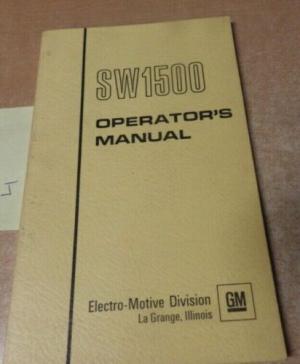 SW1500
OPERATOR'S
MANUAL
Electro-Motive Division
GM
La Grange, Illinois